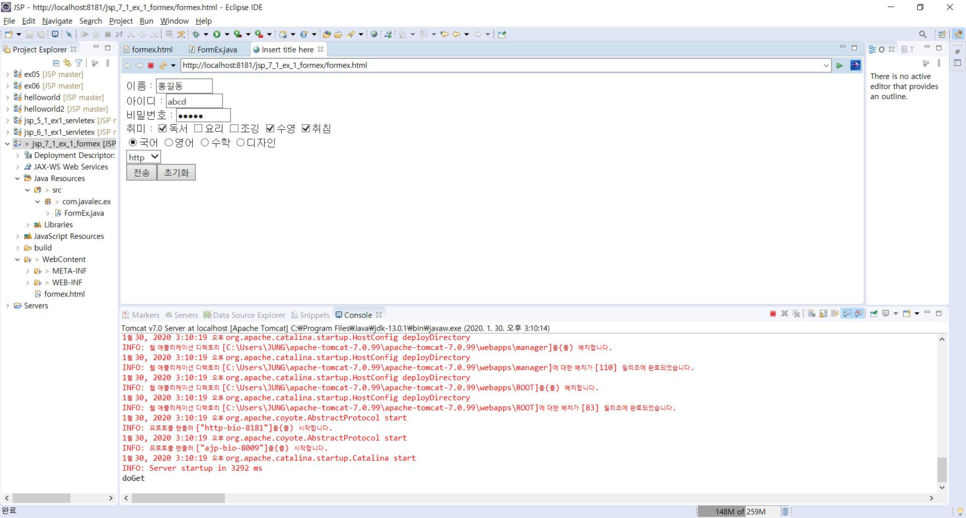 JSP - http://localhost:8181/jsp_7_1_ex_1_formex/formex.html - Eclipse IDE
File Edit Navigate Search Project Run Window Help
Project Explorer
formex.html FormEx.java Insert title here
http://localhost:8181/jsp_7_1_ex_1_formex/formex.html
ex05 [JSP master]
ex06 [JSP master]
helloworld [JSP master]
helloworld2 [JSP master]
jsp_5_1_ex1_servletex [JSP r
jsp_6_1_ex1_servletex [JSP r
> jsp_7_1_ex_1_formex [JSP
Deployment Descriptor:
JAX-WS Web Services
Java Resources
> src
> com.javalec.ex
> FormEx.java
Libraries
JavaScript Resources
build
> WebContent
> META-INF
> WEB-INF
formex.html
Servers
이름 : 홍길동
아이디 : abcd
비밀번호 : ●●●●●
취미 : 독서 요리 조깅 수영 취침
국어 영어 수학 디자인
http
전송 초기화
There is no active
editor that provides
an outline.
Markers Servers Data Source Explorer Snippets Console
Tomcat v7.0 Server at localhost [Apache Tomcat] C:₩Program Files₩Java₩jdk-13.0.1₩bin₩javaw.exe (2020. 1. 30. 오후 3:10:14)
1월 30, 2020 3:10:19 오후 org.apache.catalina.startup.HostConfig deployDirectory
INFO: 웹 애플리케이션 디렉토리 [C:\Users\JUNG\apache-tomcat-7.0.99\apache-tomcat-7.0.99\webapps\manager]을(를) 배치합니다.
1월 30, 2020 3:10:19 오후 org.apache.catalina.startup.HostConfig deployDirectory
INFO: 웹 애플리케이션 디렉토리 [C:\Users\JUNG\apache-tomcat-7.0.99\apache-tomcat-7.0.99\webapps\manager]에 대한 배치가 [110] 밀리초에 완료되었습니다.
1월 30, 2020 3:10:19 오후 org.apache.catalina.startup.HostConfig deployDirectory
INFO: 웹 애플리케이션 디렉토리 [C:\Users\JUNG\apache-tomcat-7.0.99\apache-tomcat-7.0.99\webapps\ROOT]을(를) 배치합니다.
1월 30, 2020 3:10:19 오후 org.apache.catalina.startup.HostConfig deployDirectory
INFO: 웹 애플리케이션 디렉토리 [C:\Users\JUNG\apache-tomcat-7.0.99\apache-tomcat-7.0.99\webapps\ROOT]에 대한 배치가 [83] 밀리초에 완료되었습니다.
1월 30, 2020 3:10:19 오후 org.apache.coyote.AbstractProtocol start
INFO: 프로토콜 핸들러 ["http-bio-8181"]을(를) 시작합니다.
1월 30, 2020 3:10:19 오후 org.apache.coyote.AbstractProtocol start
INFO: 프로토콜 핸들러 ["ajp-bio-8009"]을(를) 시작합니다.
1월 30, 2020 3:10:19 오후 org.apache.catalina.startup.Catalina start
INFO: Server startup in 3292 ms
doGet
완료
148M of 259M